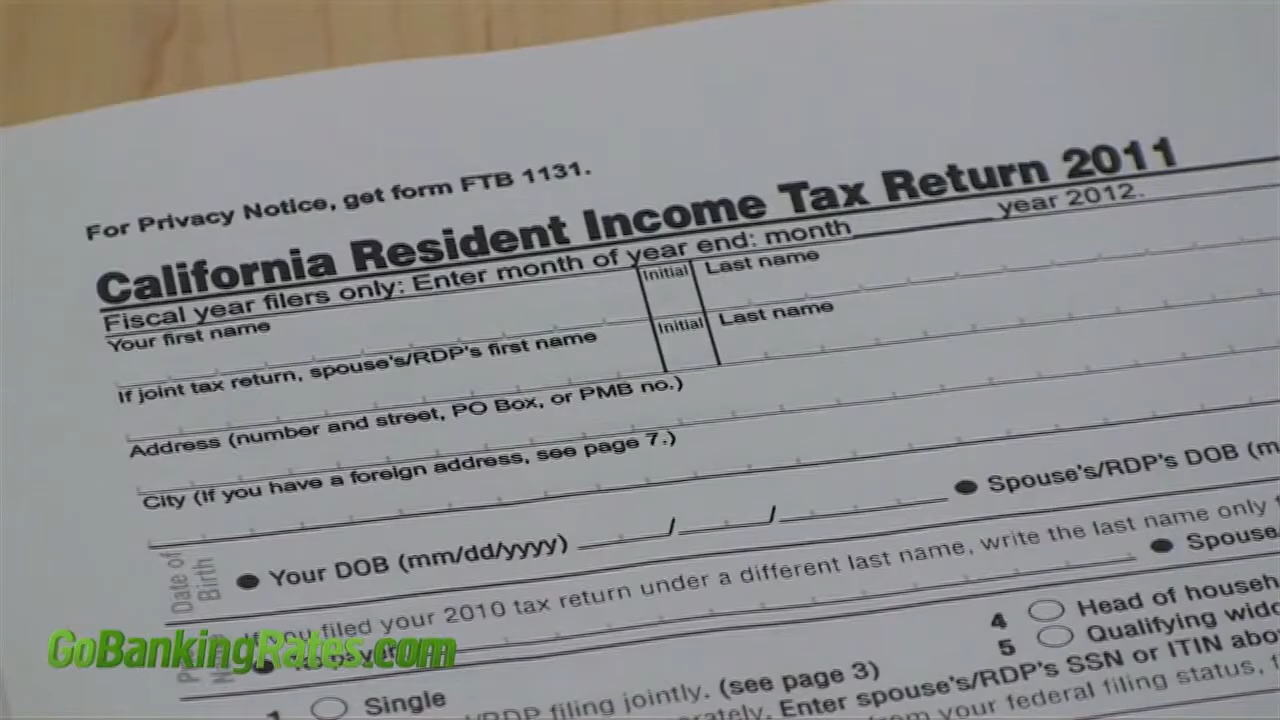 For Privacy Notice, get form FTB 1131.
California Resident Income Tax Return 2011
Fiscal year filers only: Enter month of year end: month year 2012.
Your first name Initial Last name
If joint tax return, spouse's/RDP's first name Initial Last name
Address (number and street, PO Box, or PMB no.)
City (If you have a foreign address, see page 7.)
Date of
Birth
Your DOB (mm/dd/yyyy) / / Spouse's/RDP's DOB (m
If you filed your 2010 tax return under a different last name, write the last name only
Taxpayer Spouse
GoBankingRates.com
1 Single 4 Head of househ
/RDP filing jointly. (see page 3) 5 Qualifying wido
Enter spouse's/RDP's SSN or ITIN abo
from your federal filing status,